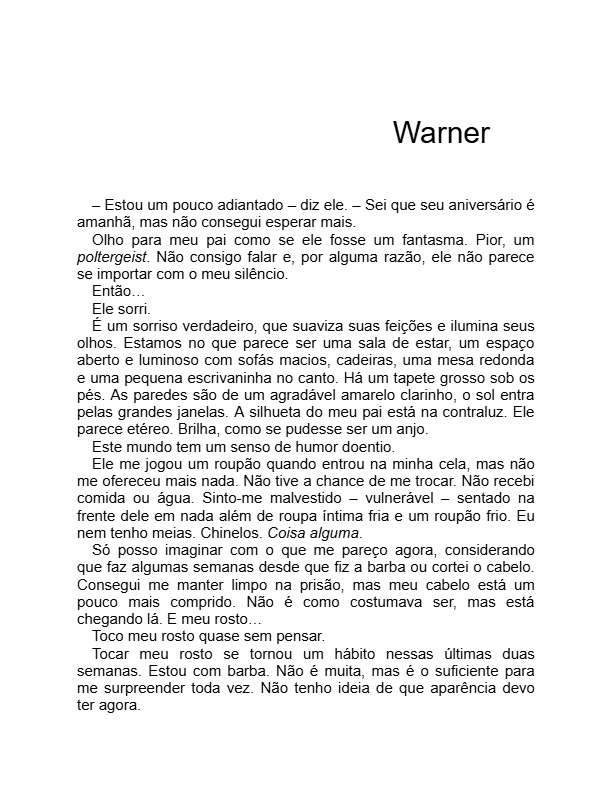 Warner
– Estou um pouco adiantado – diz ele. – Sei que seu aniversário é
amanhã, mas não consegui esperar mais.
Olho para meu pai como se ele fosse um fantasma. Pior, um
poltergeist. Não consigo falar e, por alguma razão, ele não parece
se importar com o meu silêncio.
Então…
Ele sorri.
É um sorriso verdadeiro, que suaviza suas feições e ilumina seus
olhos. Estamos no que parece ser uma sala de estar, um espaço
aberto e luminoso com sofás macios, cadeiras, uma mesa redonda
e uma pequena escrivaninha no canto. Há um tapete grosso sob os
pés. As paredes são de um agradável amarelo clarinho, o sol entra
pelas grandes janelas. A silhueta do meu pai está na contraluz. Ele
parece etéreo. Brilha, como se pudesse ser um anjo.
Este mundo tem um senso de humor doentio.
Ele me jogou um roupão quando entrou na minha cela, mas não
me ofereceu mais nada. Não tive a chance de me trocar. Não recebi
comida ou água. Sinto-me malvestido – vulnerável – sentado na
frente dele em nada além de roupa íntima fria e um roupão frio. Eu
nem tenho meias. Chinelos. Coisa alguma.
Só posso imaginar com o que me pareço agora, considerando
que faz algumas semanas desde que fiz a barba ou cortei o cabelo.
Consegui me manter limpo na prisão, mas meu cabelo está um
pouco mais comprido. Não é como costumava ser, mas está
chegando lá. E meu rosto…
Toco meu rosto quase sem pensar.
Tocar meu rosto se tornou um hábito nessas últimas duas
semanas. Estou com barba. Não é muita, mas é o suficiente para
me surpreender toda vez. Não tenho ideia de que aparência devo
ter agora.